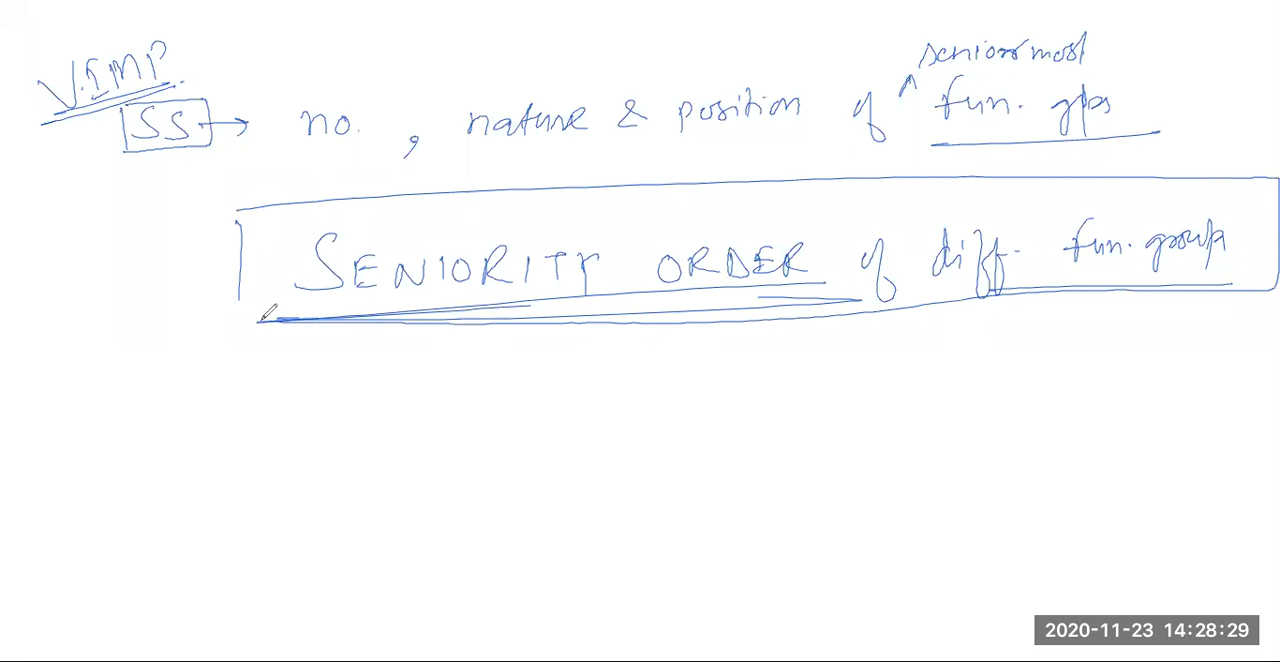 V.IMP.
seniormost
SS → no. , nature & position of ^ fun. gps
SENIORITY ORDER of diff. fun. groups
2020-11-23 14:28:29